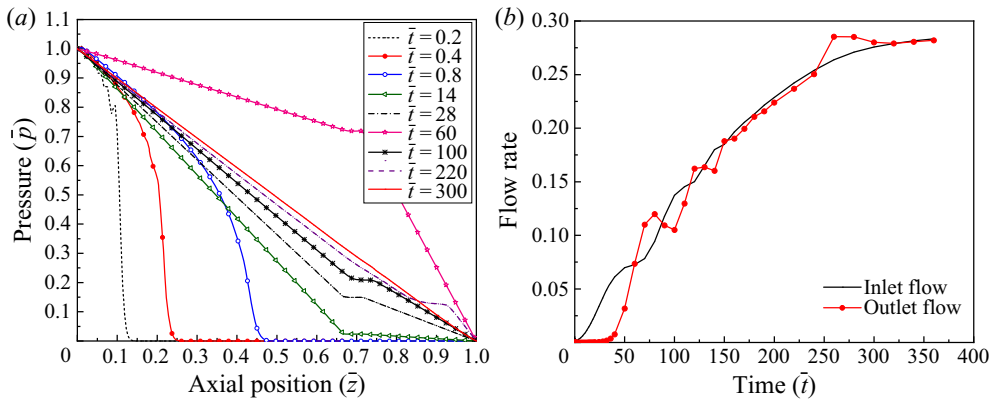 (a)
1.1
1.0
0.9
0.8
0.7
0.6
0.5
0.4
0.3
0.2
0.1
0
Pressure (p̄)
t̄ = 0.2
t̄ = 0.4
t̄ = 0.8
t̄ = 14
t̄ = 28
t̄ = 60
t̄ = 100
t̄ = 220
t̄ = 300
0 0.1 0.2 0.3 0.4 0.5 0.6 0.7 0.8 0.9 1.0
Axial position (z̄)
(b)
0.30
0.25
0.20
0.15
0.10
0.05
Flow rate
Inlet flow
Outlet flow
0 50 100 150 200 250 300 350 400
Time (t̄)